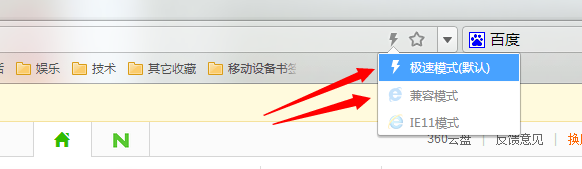 百度
活 娱乐 技术 其它收藏 移动设备书签
极速模式(默认)
兼容模式
IE11模式
360云盘 反馈意见 换